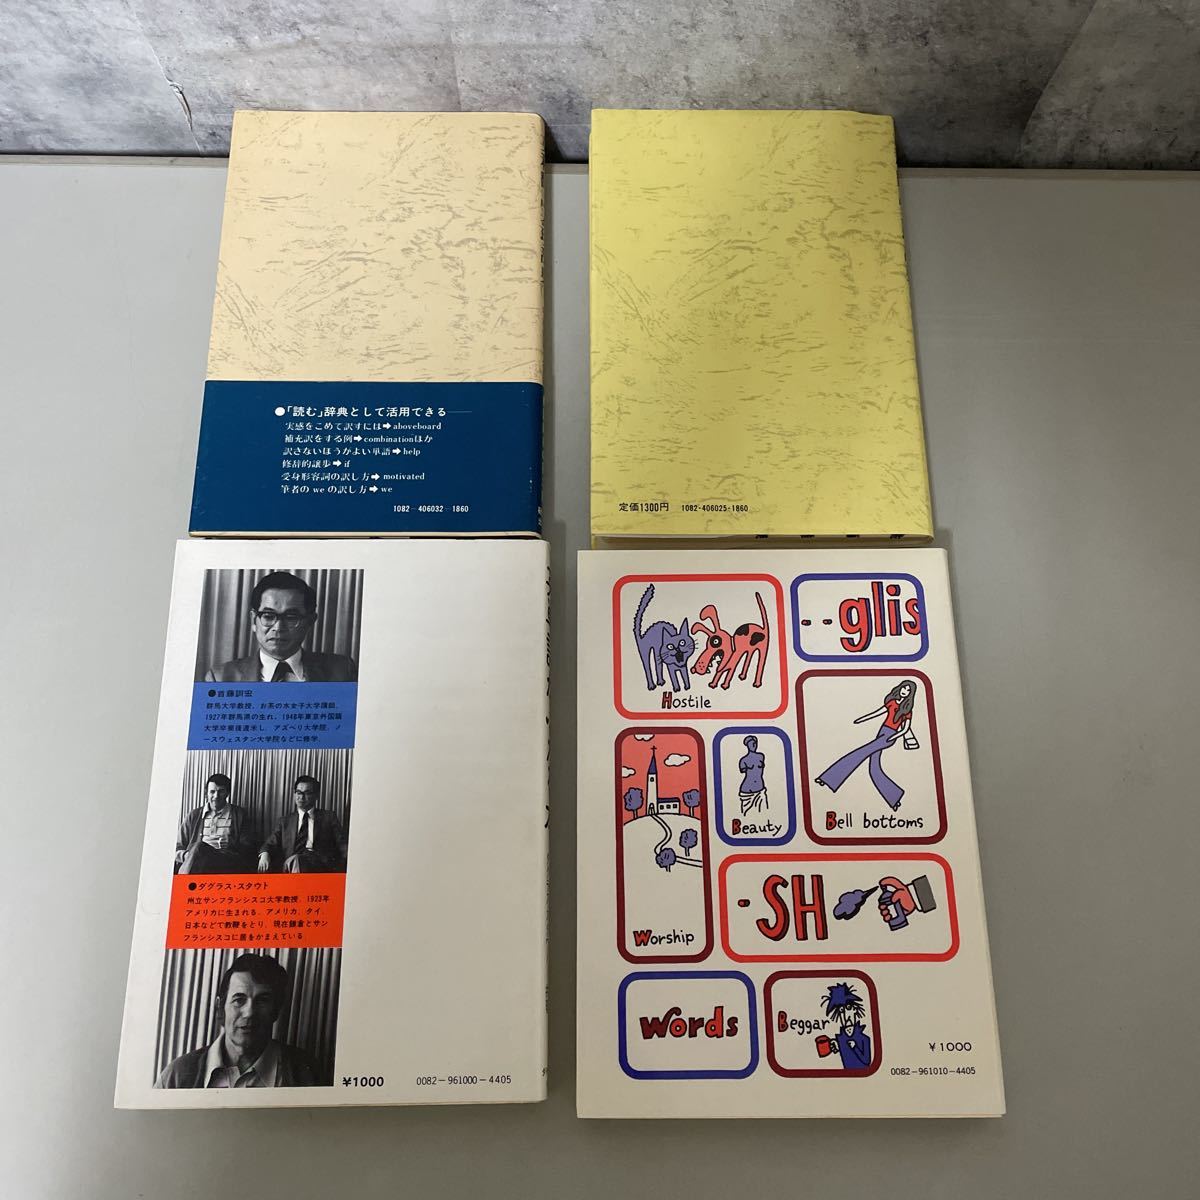 ●「読む」辞典として活用できる——
実感をこめて訳すには➡aboveboard
補充訳をする例➡combinationほか
訳さないほうがよい単語➡help
修辞的譲歩➡if
受身形容詞の訳し方➡motivated
筆者の we の訳し方➡we
1082-406032-1860
定価1300円 1082-406025-1860
●首藤訓宏
群馬大学教授、お茶の水女子大学講師。
1927年群馬県の生れ。1948年東京外国語
大学卒業後渡米し、アズベリ大学院、ノ
ースウェスタン大学院などに修学。
●ダグラス・スタウト
州立サンフランシスコ大学教授。1923年
アメリカに生まれる。アメリカ、タイ、
日本などで教鞭をとり、現在鎌倉とサン
フランシスコに居をかまえている。
¥1000 0082-961000-4405
Hostile
--glis
Worship
Beauty
Bell bottoms
-SH
words
Beggar
¥1000
0082-961010-4405